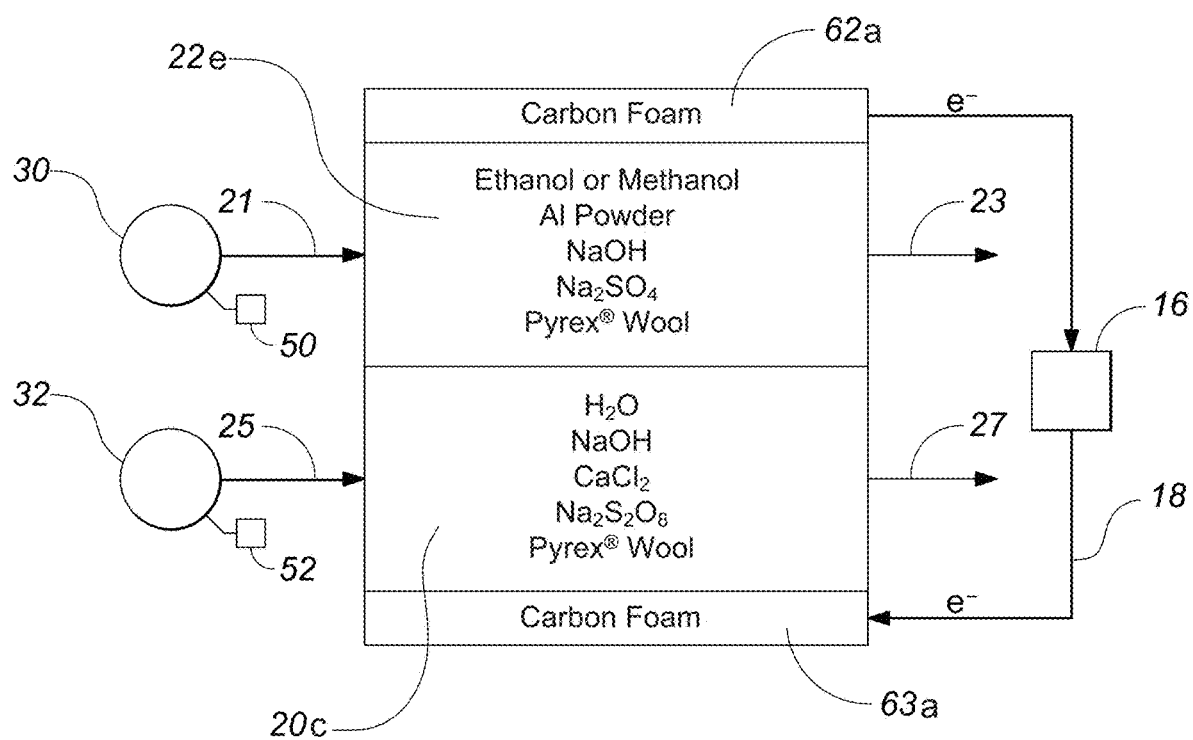 62a
22e
Carbon Foam
e⁻
30
21
Ethanol or Methanol
Al Powder
NaOH
Na₂SO₄
Pyrex® Wool
23
50
16
32
25
H₂O
NaOH
CaCl₂
Na₂S₂O₈
Pyrex® Wool
27
18
52
Carbon Foam
e⁻
20c
63a